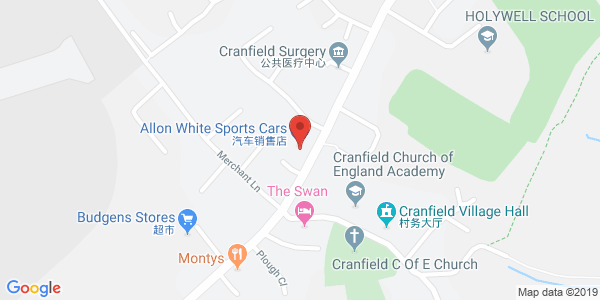 HOLYWELL SCHOOL
Cranfield Surgery
公共医疗中心
Allon White Sports Cars
汽车销售店
Merchant Ln
Cranfield Church of
England Academy
The Swan
Cranfield Village Hall
村务大厅
Budgens Stores
超市
Montys
Plough Cl
Cranfield C Of E Church
Google
Map data ©2019